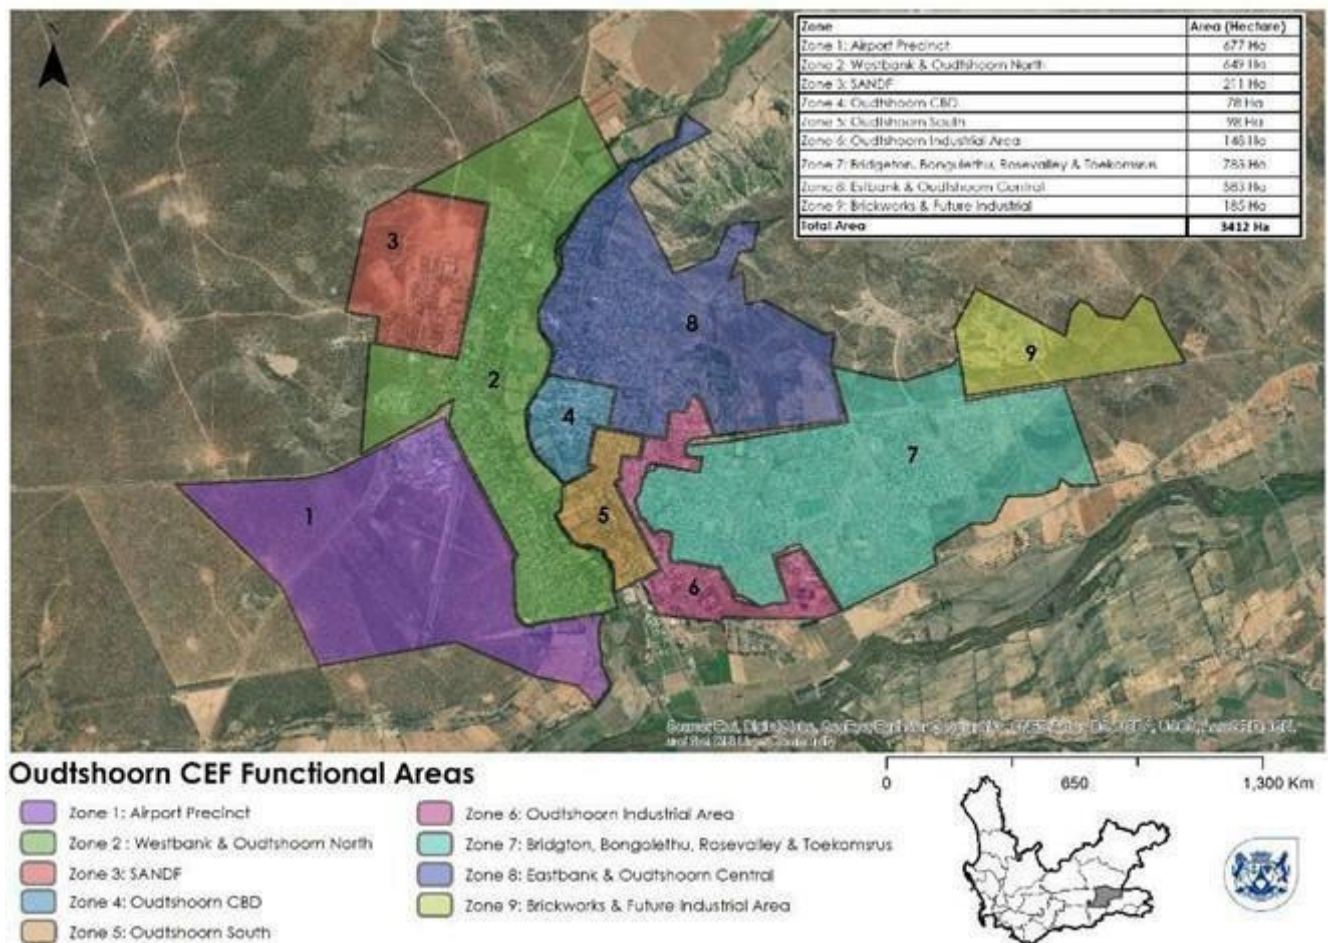 N
Zone Area (Hectare)
Zone 1: Airport Precinct 677 Ha
Zone 2: Westbank & Oudtshoorn North 649 Ha
Zone 3: SANDF 211 Ha
Zone 4: Oudtshoorn CBD 78 Ha
Zone 5: Oudtshoorn South 98 Ha
Zone 6: Oudtshoorn Industrial Area 148 Ha
Zone 7: Bridgeton, Bongulethu, Rosevalley & Toekomsrus 783 Ha
Zone 8: Estbank & Oudtshoorn Central 583 Ha
Zone 9: Brickworks & Future Industrial 185 Ha
Total Area 3412 Ha
3
8
9
2
4
7
1
5
6
Oudtshoorn CEF Functional Areas
0 650 1,300 Km
Zone 1: Airport Precinct
Zone 2 : Westbank & Oudtshoorn North
Zone 3: SANDF
Zone 4: Oudtshoorn CBD
Zone 5: Oudtshoorn South
Zone 6: Oudtshoorn Industrial Area
Zone 7: Bridgton, Bongolethu, Rosevalley & Toekomsrus
Zone 8: Eastbank & Oudtshoorn Central
Zone 9: Brickworks & Future Industrial Area